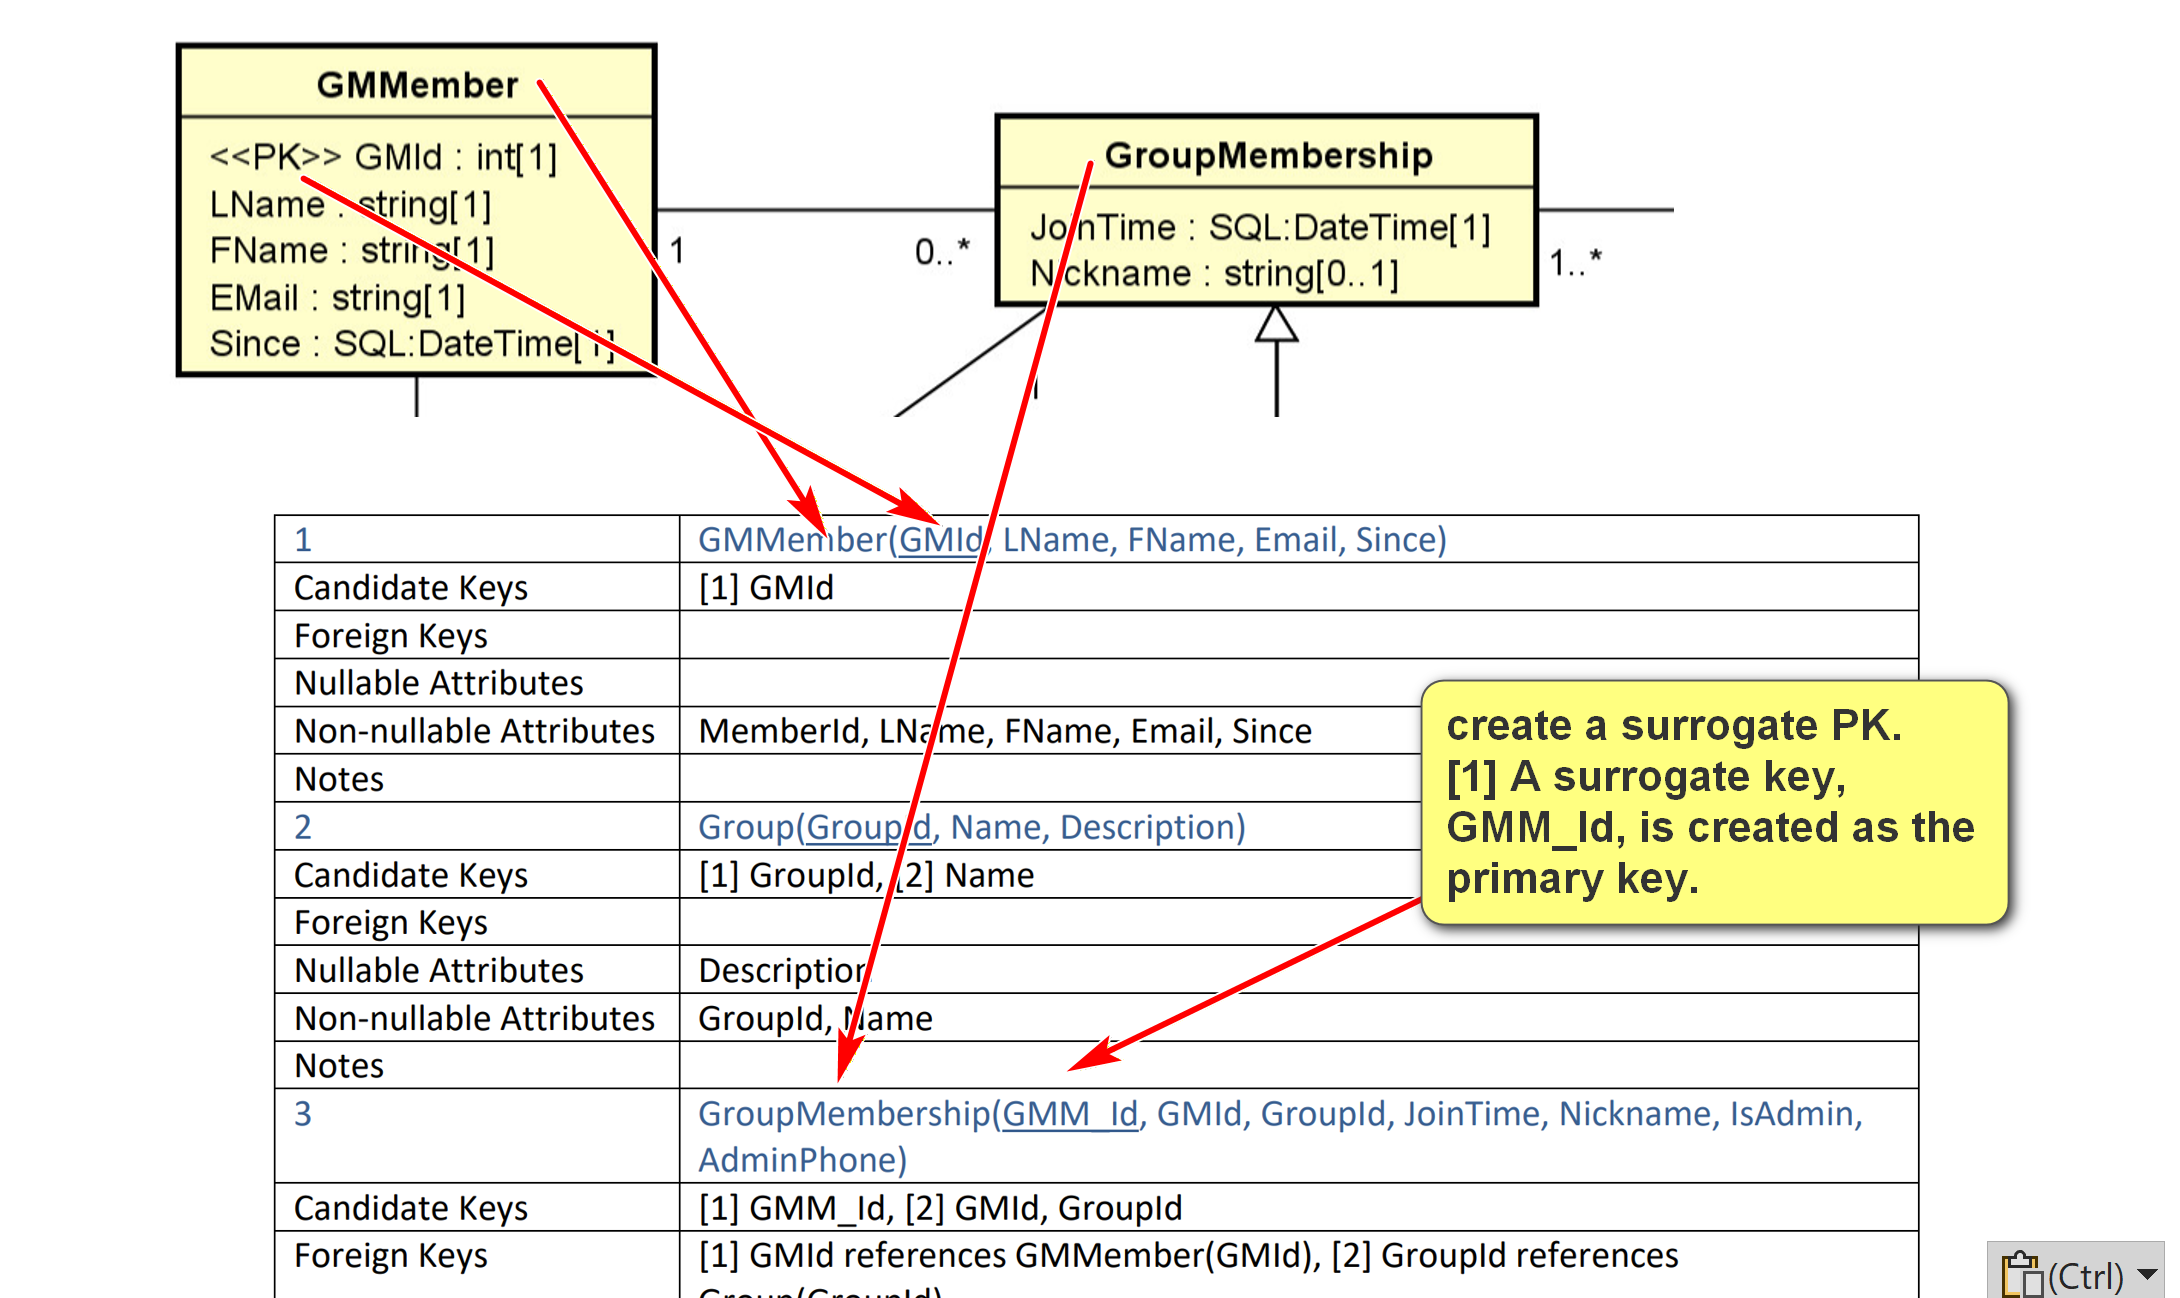 GMMember
<<PK>> GMId : int[1]
LName : string[1]
FName : string[1]
EMail : string[1]
Since : SQL:DateTime[1]
1
0..*
GroupMembership
JoinTime : SQL:DateTime[1]
Nickname : string[0..1]
1..*
1 GMMember(GMId, LName, FName, Email, Since)
Candidate Keys [1] GMId
Foreign Keys
Nullable Attributes
Non-nullable Attributes MemberId, LName, FName, Email, Since
Notes
2 Group(GroupId, Name, Description)
Candidate Keys [1] GroupId, [2] Name
Foreign Keys
Nullable Attributes Description
Non-nullable Attributes GroupId, Name
Notes
create a surrogate PK.
[1] A surrogate key,
GMM_Id, is created as the
primary key.
3 GroupMembership(GMM_Id, GMId, GroupId, JoinTime, Nickname, IsAdmin,
AdminPhone)
Candidate Keys [1] GMM_Id, [2] GMId, GroupId
Foreign Keys [1] GMId references GMMember(GMId), [2] GroupId references
Group(GroupId)
(Ctrl)